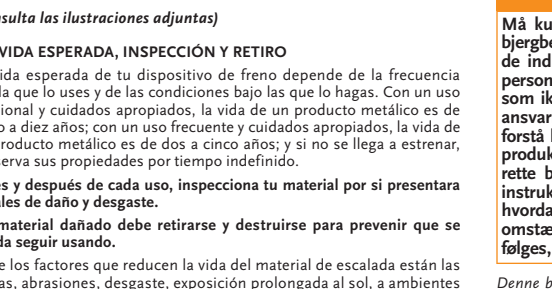 sulta las ilustraciones adjuntas)
VIDA ESPERADA, INSPECCIÓN Y RETIRO
ida esperada de tu dispositivo de freno depende de la frecuencia
la que lo uses y de las condiciones bajo las que lo hagas. Con un uso
ional y cuidados apropiados, la vida de un producto metálico es de
o a diez años; con un uso frecuente y cuidados apropiados, la vida de
producto metálico es de dos a cinco años; y si no se llega a estrenar,
serva sus propiedades por tiempo indefinido.
es y después de cada uso, inspecciona tu material por si presentara
ales de daño y desgaste.
material dañado debe retirarse y destruirse para prevenir que se
da seguir usando.
e los factores que reducen la vida del material de escalada están las
as, abrasiones, desgaste, exposición prolongada al sol, a ambientes
Må ku
bjergbe
de ind
person
som ik
ansvar
forstå
produk
rette b
instruk
hvorda
omstæ
følges,
Denne b